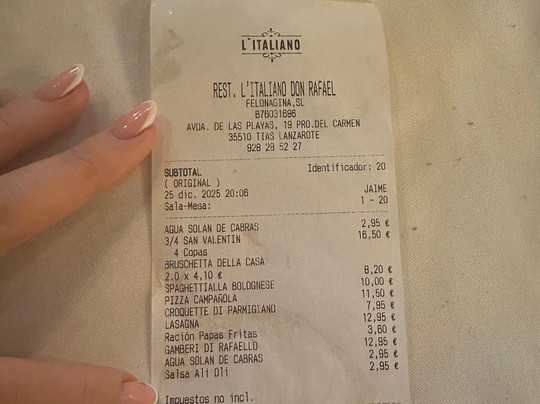 L'ITALIANO
REST. L'ITALIANO DON RAFAEL
FELONAGINA,SL
B76031696
AVDA. DE LAS PLAYAS, 19 PRO.DEL CARMEN
35510 TIAS LANZAROTE
928 29 52 27
SUBTOTAL Identificador: 20
( ORIGINAL )
25 dic. 2025 20:06 JAIME
Sala-Mesa: 1 - 20
AGUA SOLAN DE CABRAS 2,95 €
3/4 SAN VALENTIN 16,50 €
4 Copas
BRUSCHETTA DELLA CASA
2.0 x 4,10 € 8,20 €
SPAGHETTIALLA BOLOGNESE 10,00 €
PIZZA CAMPAÑOLA 11,50 €
CROQUETTE DI PARMIGIANO 7,95 €
LASAGNA 12,95 €
Ración Papas Fritas 3,60 €
GAMBERI DI RAFAELLO 12,95 €
AGUA SOLAN DE CABRAS 2,95 €
Salsa Ali Oli 2,95 €
Impuestos no incl.